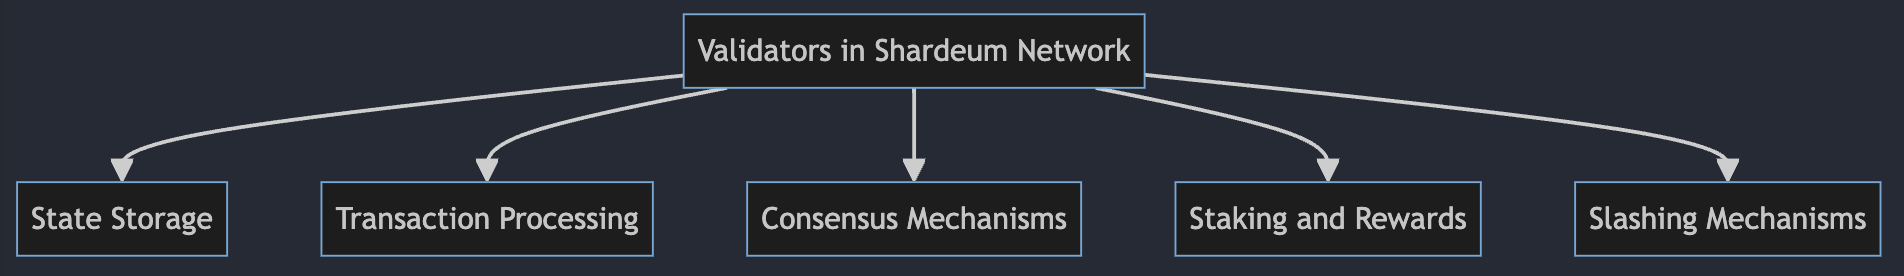 Validators in Shardeum Network
State Storage
Transaction Processing
Consensus Mechanisms
Staking and Rewards
Slashing Mechanisms